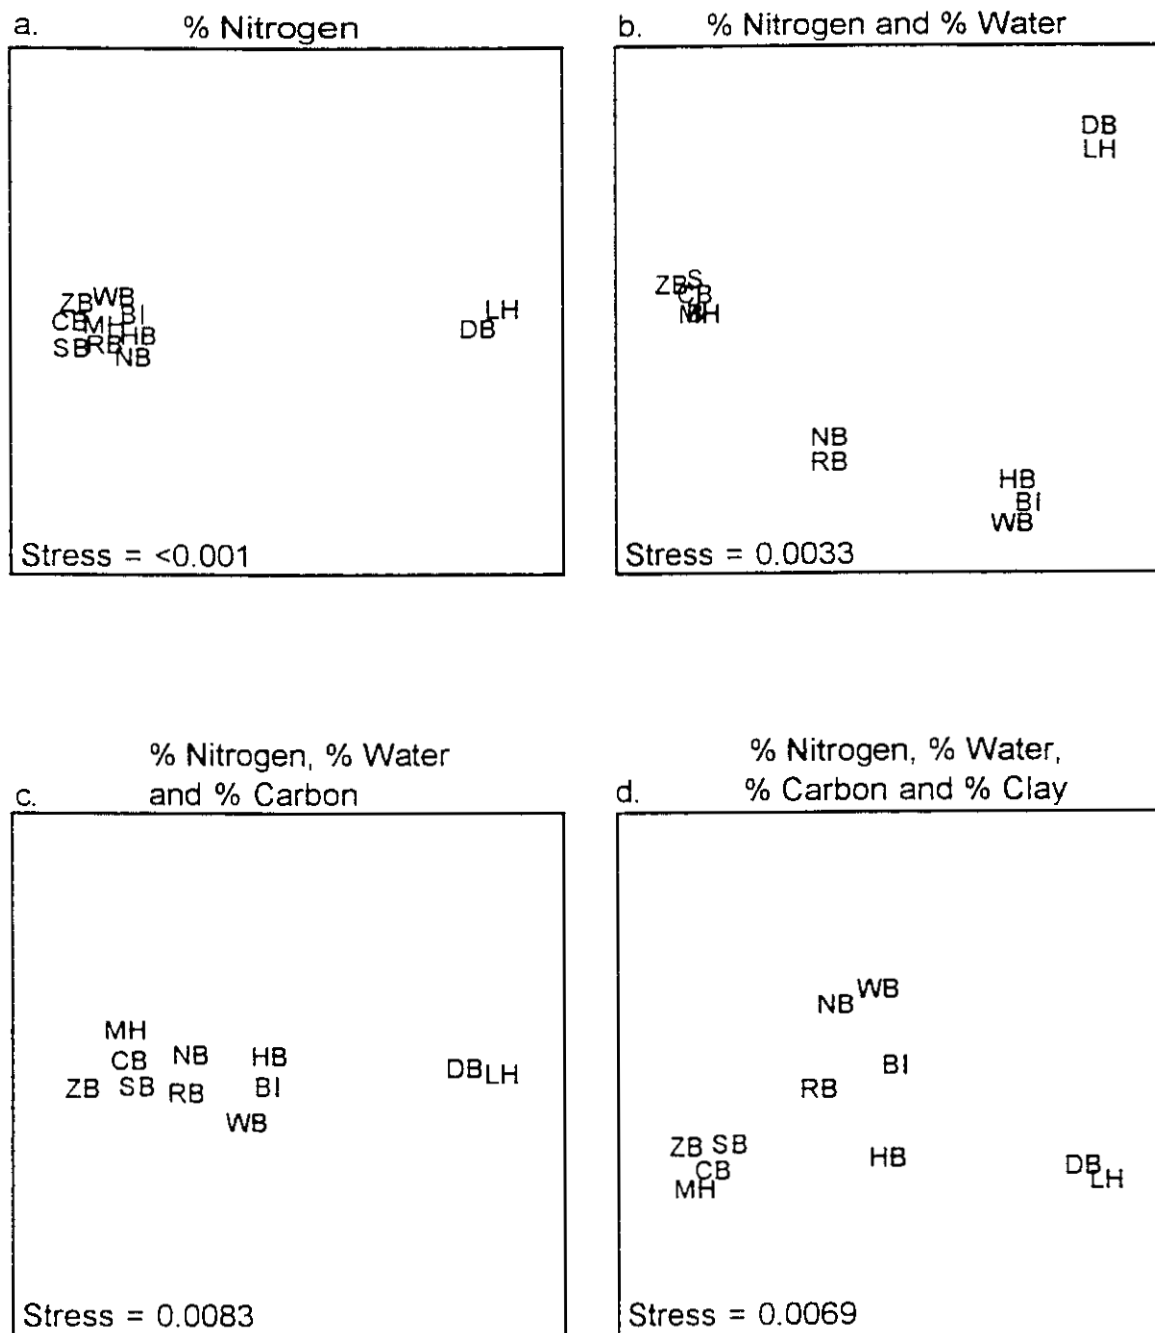 a. % Nitrogen
ZB WB
BI
CB MH
HB
SB RB
NB
LH
DB
Stress = <0.001
b. % Nitrogen and % Water
DB
LH
ZB S
CB
MH
NB
RB
HB
BI
WB
Stress = 0.0033
% Nitrogen, % Water
c. and % Carbon
MH
CB NB HB
ZB SB RB BI
WB
DB LH
Stress = 0.0083
% Nitrogen, % Water,
d. % Carbon and % Clay
NB WB
BI
RB
ZB SB
CB
MH
HB
DB
LH
Stress = 0.0069